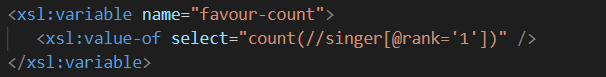 <xsl:variable name="favour-count">
<xsl:value-of select="count(//singer[@rank='1'])" />
</xsl:variable>